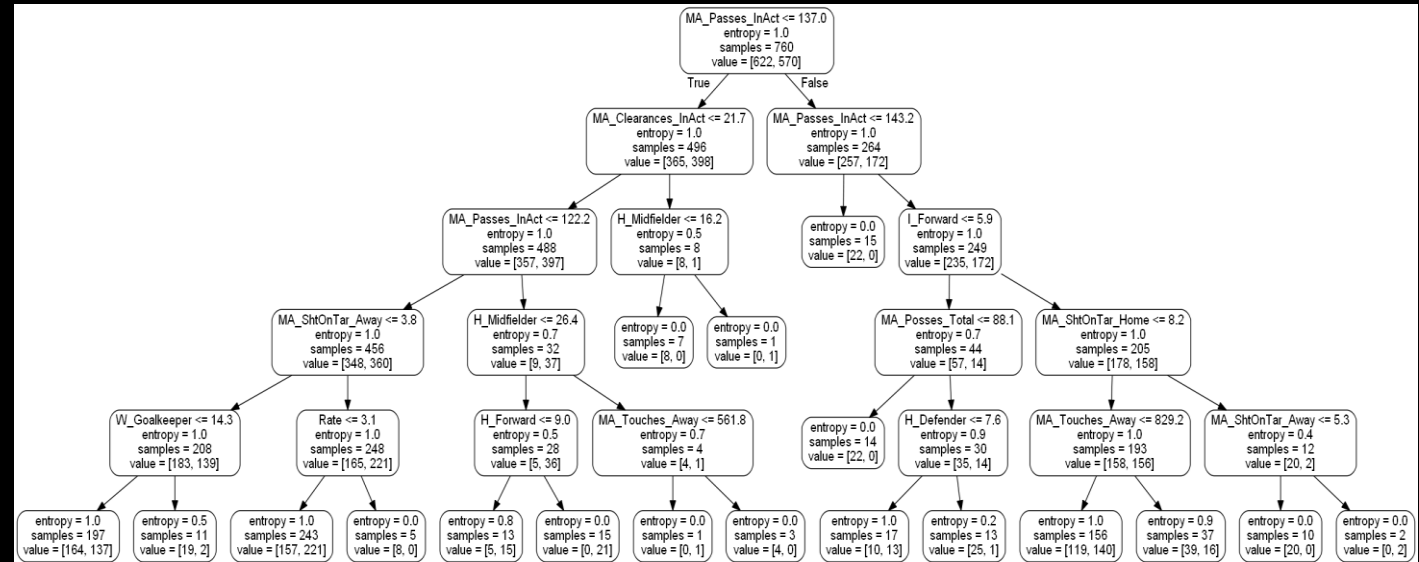 MA_Passes_InAct <= 137.0
entropy = 1.0
samples = 760
value = [622, 570]
True
False
MA_Clearances_InAct <= 21.7
entropy = 1.0
samples = 496
value = [365, 398]
MA_Passes_InAct <= 143.2
entropy = 1.0
samples = 264
value = [257, 172]
MA_Passes_InAct <= 122.2
entropy = 1.0
samples = 488
value = [357, 397]
H_Midfielder <= 16.2
entropy = 0.5
samples = 8
value = [8, 1]
entropy = 0.0
samples = 15
value = [22, 0]
I_Forward <= 5.9
entropy = 1.0
samples = 249
value = [235, 172]
MA_ShtOnTar_Away <= 3.8
entropy = 1.0
samples = 456
value = [348, 360]
H_Midfielder <= 26.4
entropy = 0.7
samples = 32
value = [9, 37]
entropy = 0.0
samples = 7
value = [8, 0]
entropy = 0.0
samples = 1
value = [0, 1]
MA_Posses_Total <= 88.1
entropy = 0.7
samples = 44
value = [57, 14]
MA_ShtOnTar_Home <= 8.2
entropy = 1.0
samples = 205
value = [178, 158]
W_Goalkeeper <= 14.3
entropy = 1.0
samples = 208
value = [183, 139]
Rate <= 3.1
entropy = 1.0
samples = 248
value = [165, 221]
H_Forward <= 9.0
entropy = 0.5
samples = 28
value = [5, 36]
MA_Touches_Away <= 561.8
entropy = 0.7
samples = 4
value = [4, 1]
entropy = 0.0
samples = 14
value = [22, 0]
H_Defender <= 7.6
entropy = 0.9
samples = 30
value = [35, 14]
MA_Touches_Away <= 829.2
entropy = 1.0
samples = 193
value = [158, 156]
MA_ShtOnTar_Away <= 5.3
entropy = 0.4
samples = 12
value = [20, 2]
entropy = 1.0
samples = 197
value = [164, 137]
entropy = 0.5
samples = 11
value = [19, 2]
entropy = 1.0
samples = 243
value = [157, 221]
entropy = 0.0
samples = 5
value = [8, 0]
entropy = 0.8
samples = 13
value = [5, 15]
entropy = 0.0
samples = 15
value = [0, 21]
entropy = 0.0
samples = 1
value = [0, 1]
entropy = 0.0
samples = 3
value = [4, 0]
entropy = 1.0
samples = 17
value = [10, 13]
entropy = 0.2
samples = 13
value = [25, 1]
entropy = 1.0
samples = 156
value = [119, 140]
entropy = 0.9
samples = 37
value = [39, 16]
entropy = 0.0
samples = 10
value = [20, 0]
entropy = 0.0
samples = 2
value = [0, 2]